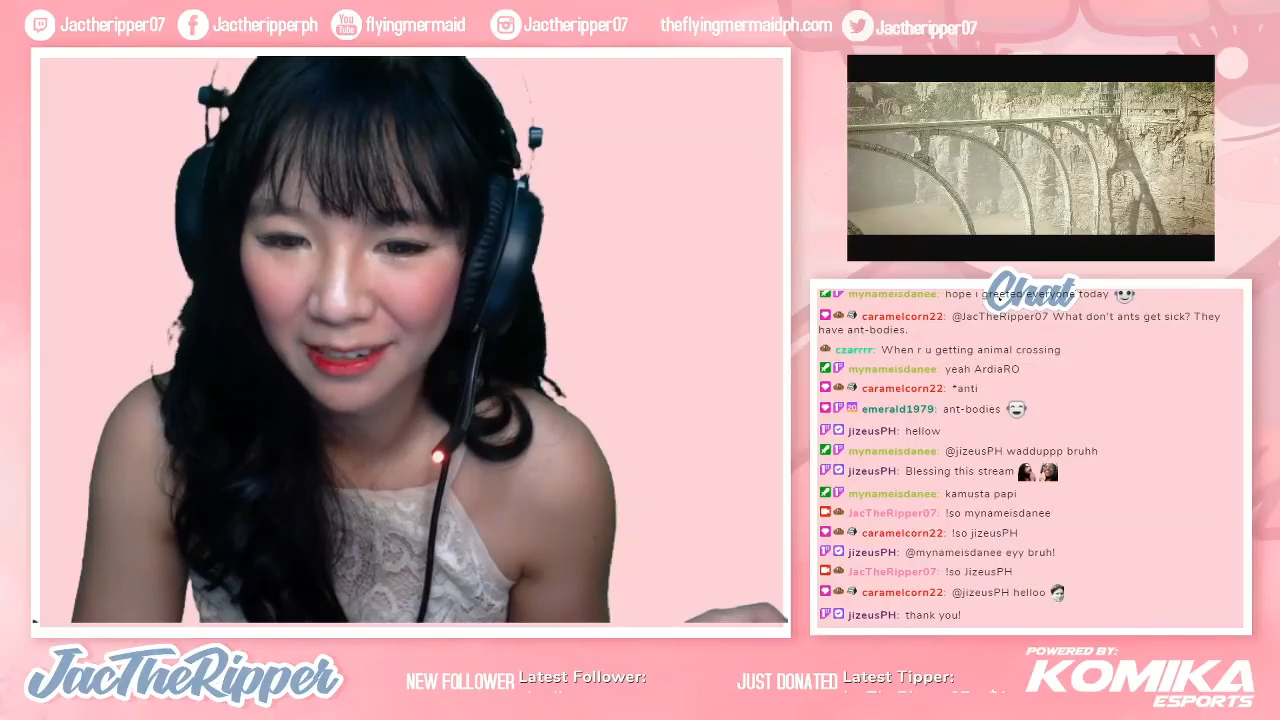 Jactheripper07 Jactheripperph You Tube flyingmermaid Jactheripper07 theflyingmermaidph.com Jactheripper07
Chat
mynameisdanee: hope i greeted everyone today
caramelcorn22: @JacTheRipper07 What don't ants get sick? They
have ant-bodies.
czarrrr: When r u getting animal crossing
mynameisdanee: yeah ArdiaRO
caramelcorn22: *anti
emerald1979: ant-bodies
jizeusPH: hellow
mynameisdanee: @jizeusPH wadduppp bruhh
jizeusPH: Blessing this stream
mynameisdanee: kamusta papi
JacTheRipper07: !so mynameisdanee
caramelcorn22: !so jizeusPH
jizeusPH: @mynameisdanee eyy bruh!
JacTheRipper07: !so JizeusPH
caramelcorn22: @jizeusPH helloo
jizeusPH: thank you!
JacTheRipper
NEW FOLLOWER Latest Follower:
JUST DONATED Latest Tipper:
POWERED BY:
KOMIKA
ESPORTS